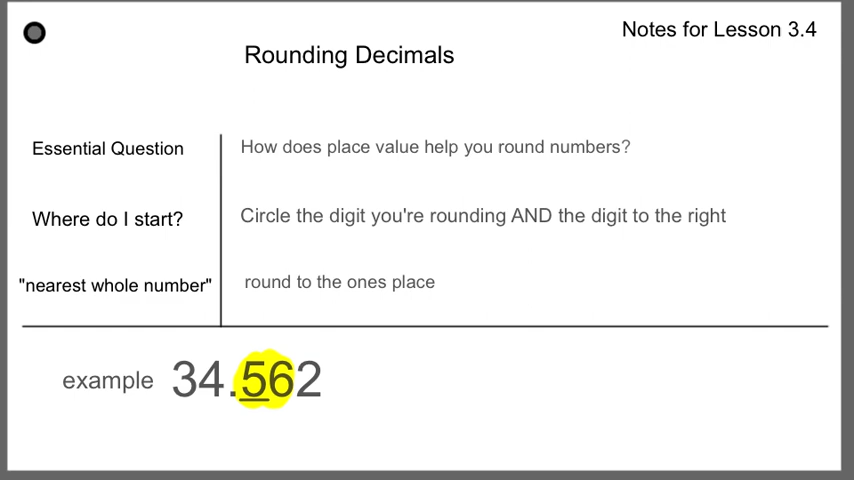 Notes for Lesson 3.4
Rounding Decimals
Essential Question
How does place value help you round numbers?
Where do I start?
Circle the digit you're rounding AND the digit to the right
"nearest whole number"
round to the ones place
example 34.562